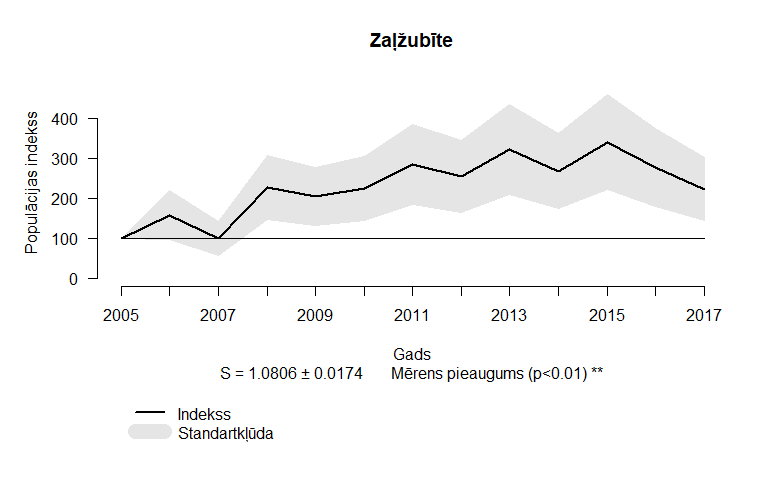 Zaļžubīte
Populācijas indekss
400
300
200
100
0
2005 2007 2009 2011 2013 2015 2017
Gads
S = 1.0806 ± 0.0174 Mērens pieaugums (p<0.01) **
Indekss
Standartkļūda